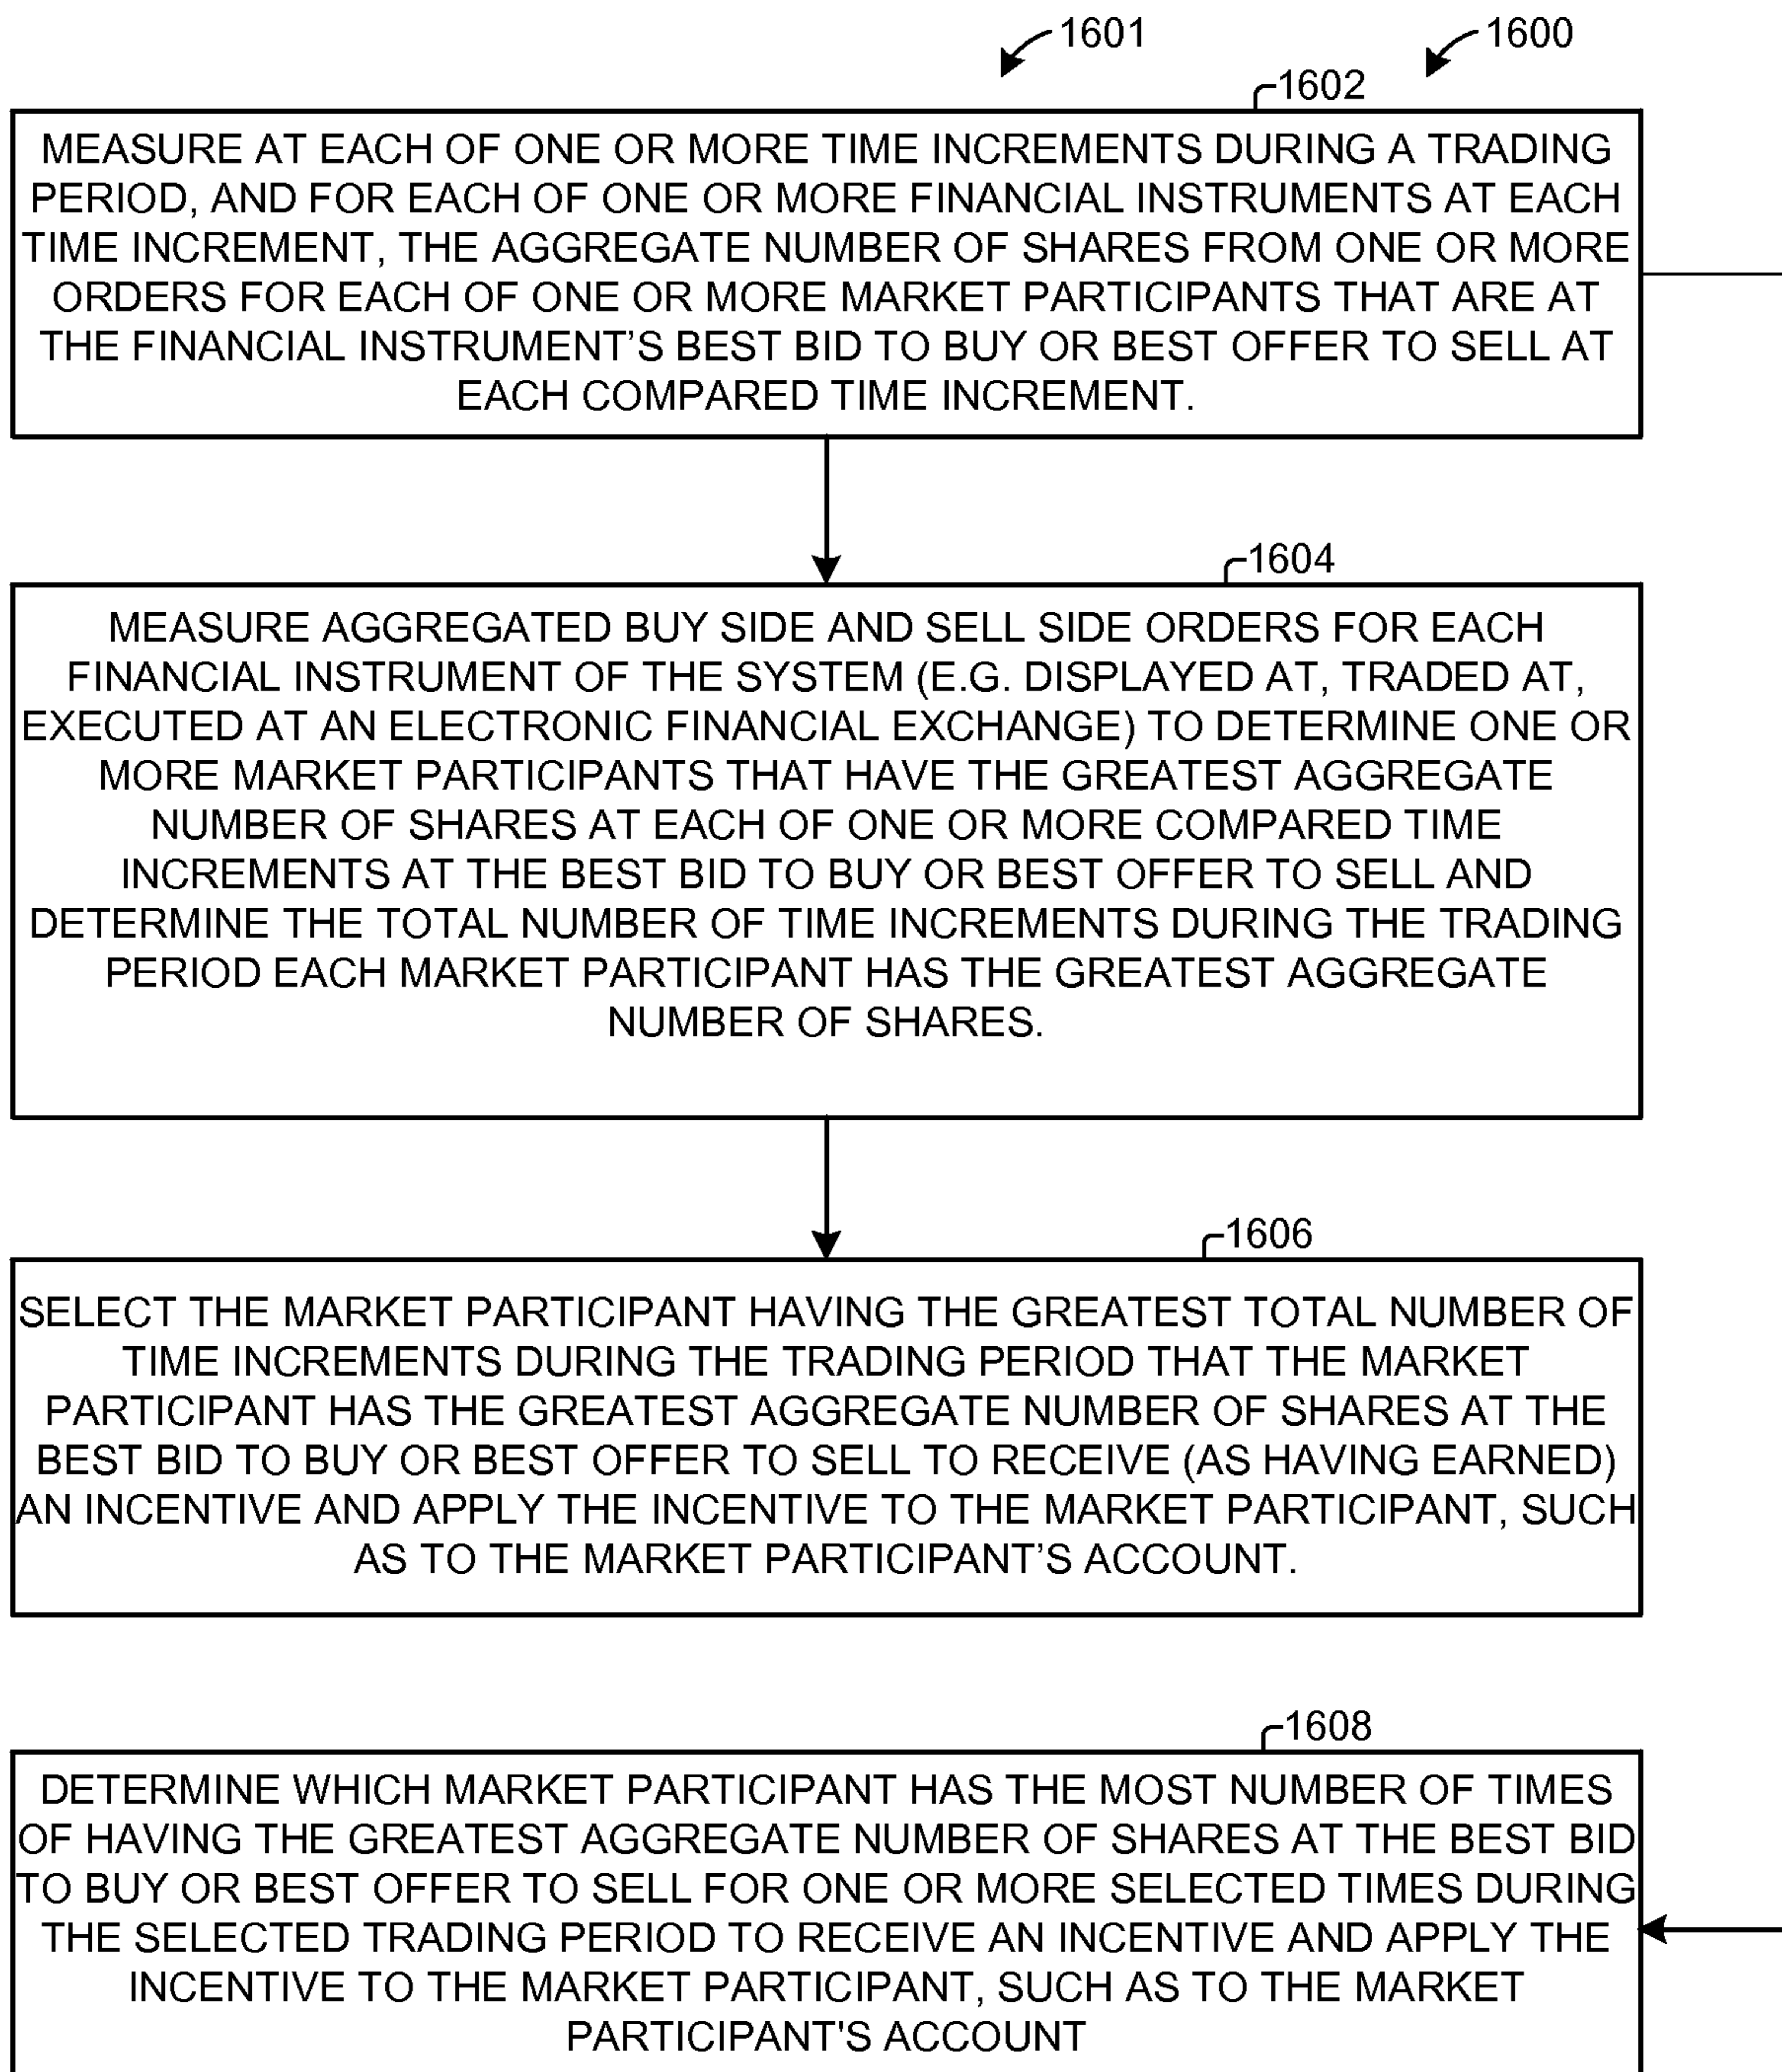 1601
1600
1602
MEASURE AT EACH OF ONE OR MORE TIME INCREMENTS DURING A TRADING
PERIOD, AND FOR EACH OF ONE OR MORE FINANCIAL INSTRUMENTS AT EACH
TIME INCREMENT, THE AGGREGATE NUMBER OF SHARES FROM ONE OR MORE
ORDERS FOR EACH OF ONE OR MORE MARKET PARTICIPANTS THAT ARE AT
THE FINANCIAL INSTRUMENT’S BEST BID TO BUY OR BEST OFFER TO SELL AT
EACH COMPARED TIME INCREMENT.
1604
MEASURE AGGREGATED BUY SIDE AND SELL SIDE ORDERS FOR EACH
FINANCIAL INSTRUMENT OF THE SYSTEM (E.G. DISPLAYED AT, TRADED AT,
EXECUTED AT AN ELECTRONIC FINANCIAL EXCHANGE) TO DETERMINE ONE OR
MORE MARKET PARTICIPANTS THAT HAVE THE GREATEST AGGREGATE
NUMBER OF SHARES AT EACH OF ONE OR MORE COMPARED TIME
INCREMENTS AT THE BEST BID TO BUY OR BEST OFFER TO SELL AND
DETERMINE THE TOTAL NUMBER OF TIME INCREMENTS DURING THE TRADING
PERIOD EACH MARKET PARTICIPANT HAS THE GREATEST AGGREGATE
NUMBER OF SHARES.
1606
SELECT THE MARKET PARTICIPANT HAVING THE GREATEST TOTAL NUMBER OF
TIME INCREMENTS DURING THE TRADING PERIOD THAT THE MARKET
PARTICIPANT HAS THE GREATEST AGGREGATE NUMBER OF SHARES AT THE
BEST BID TO BUY OR BEST OFFER TO SELL TO RECEIVE (AS HAVING EARNED)
AN INCENTIVE AND APPLY THE INCENTIVE TO THE MARKET PARTICIPANT, SUCH
AS TO THE MARKET PARTICIPANT’S ACCOUNT.
1608
DETERMINE WHICH MARKET PARTICIPANT HAS THE MOST NUMBER OF TIMES
OF HAVING THE GREATEST AGGREGATE NUMBER OF SHARES AT THE BEST BID
TO BUY OR BEST OFFER TO SELL FOR ONE OR MORE SELECTED TIMES DURING
THE SELECTED TRADING PERIOD TO RECEIVE AN INCENTIVE AND APPLY THE
INCENTIVE TO THE MARKET PARTICIPANT, SUCH AS TO THE MARKET
PARTICIPANT'S ACCOUNT